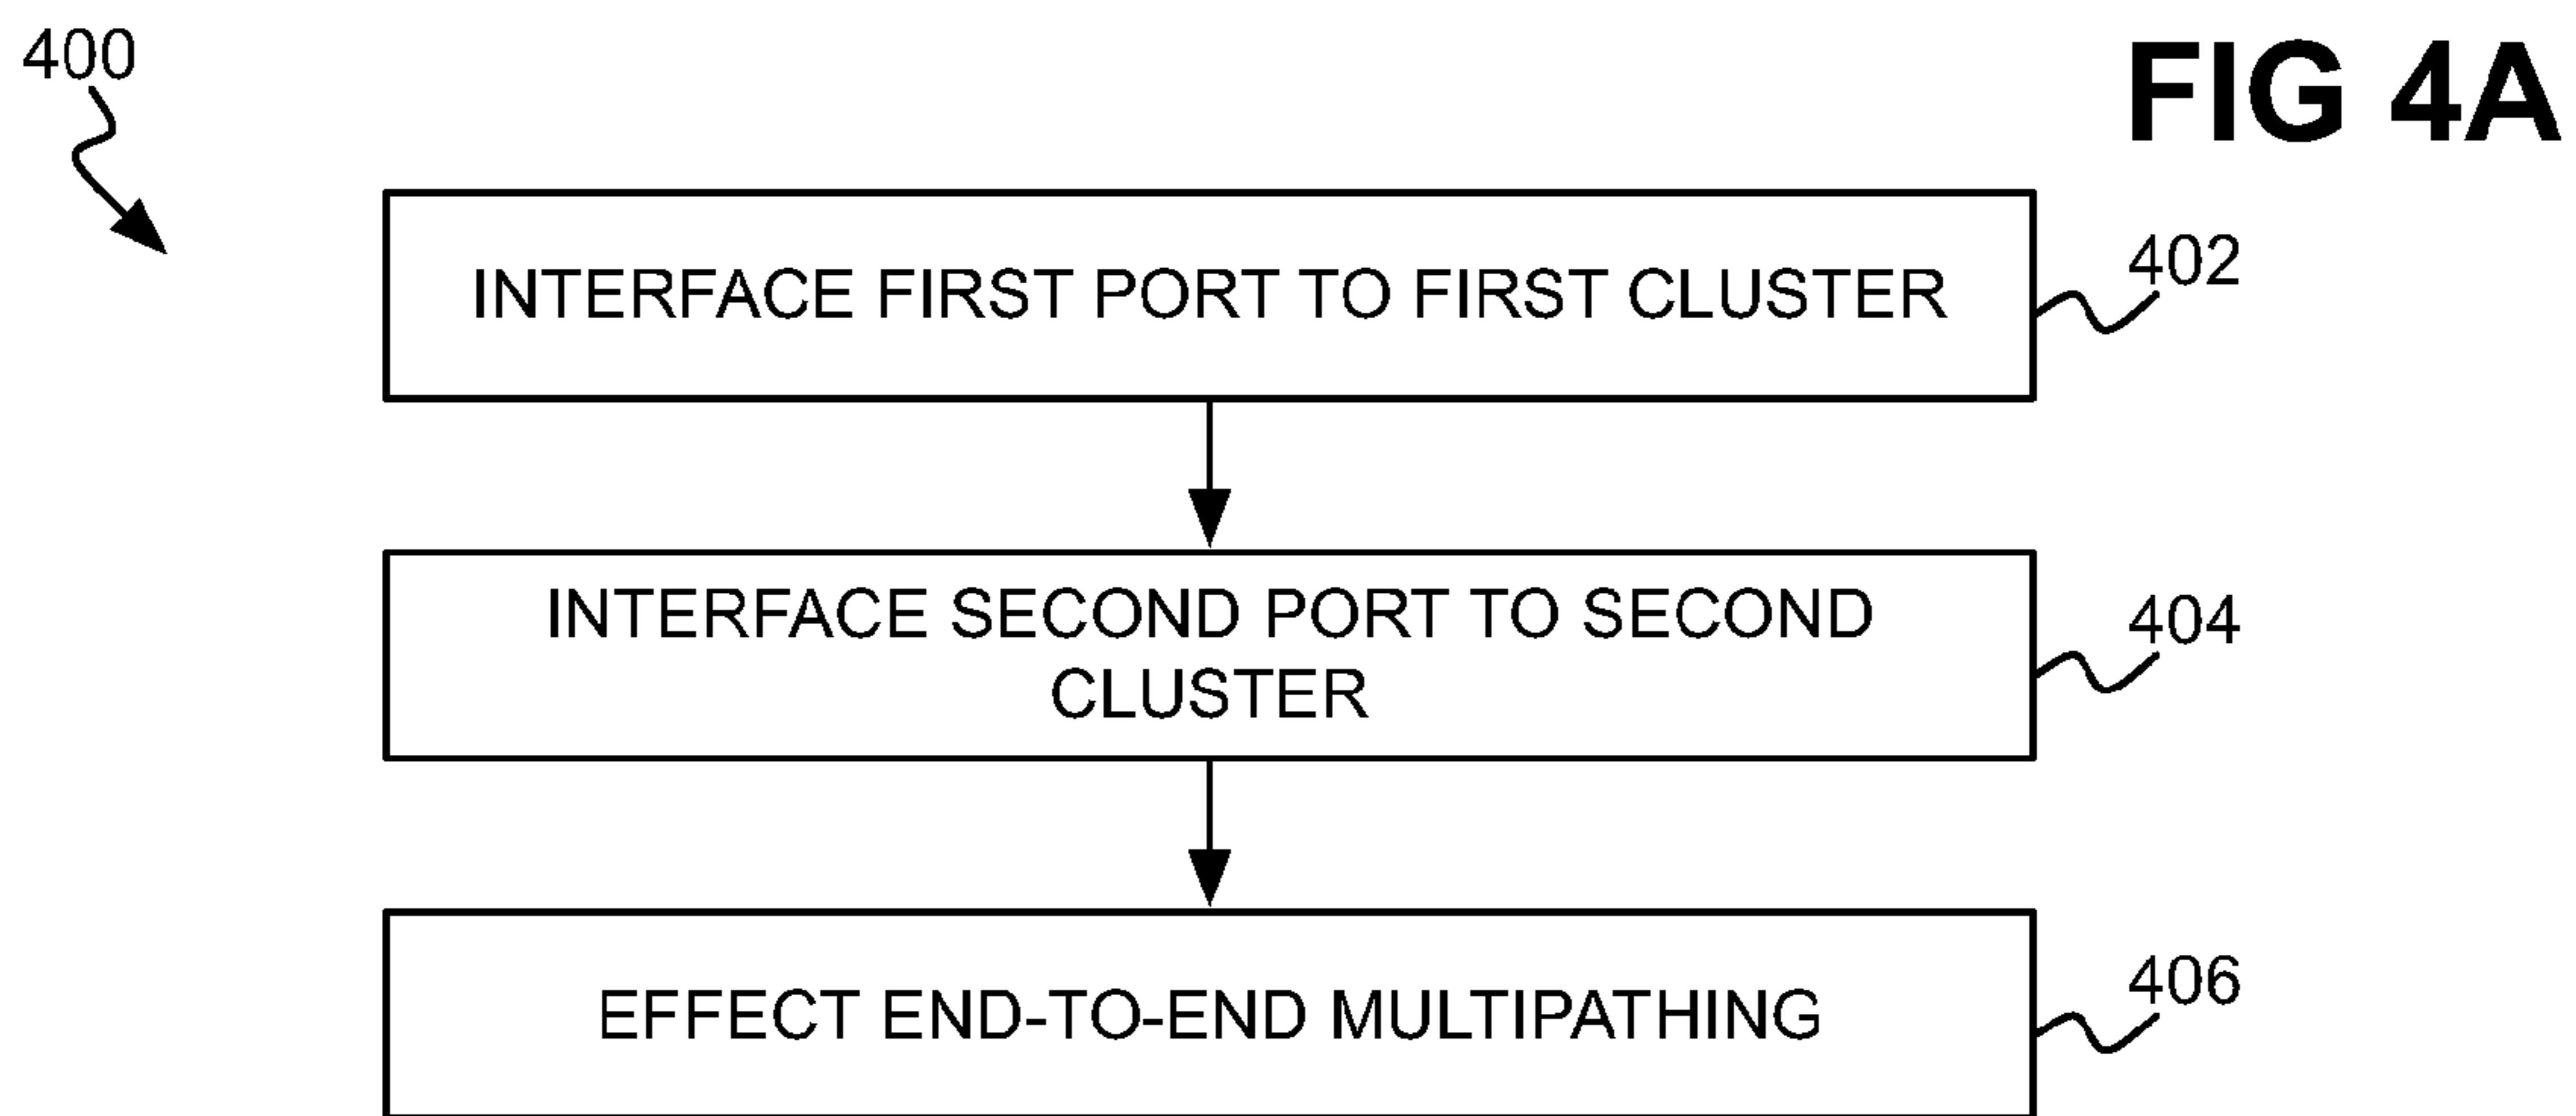 400
FIG 4A
INTERFACE FIRST PORT TO FIRST CLUSTER
402
INTERFACE SECOND PORT TO SECOND
CLUSTER
404
EFFECT END-TO-END MULTIPATHING
406